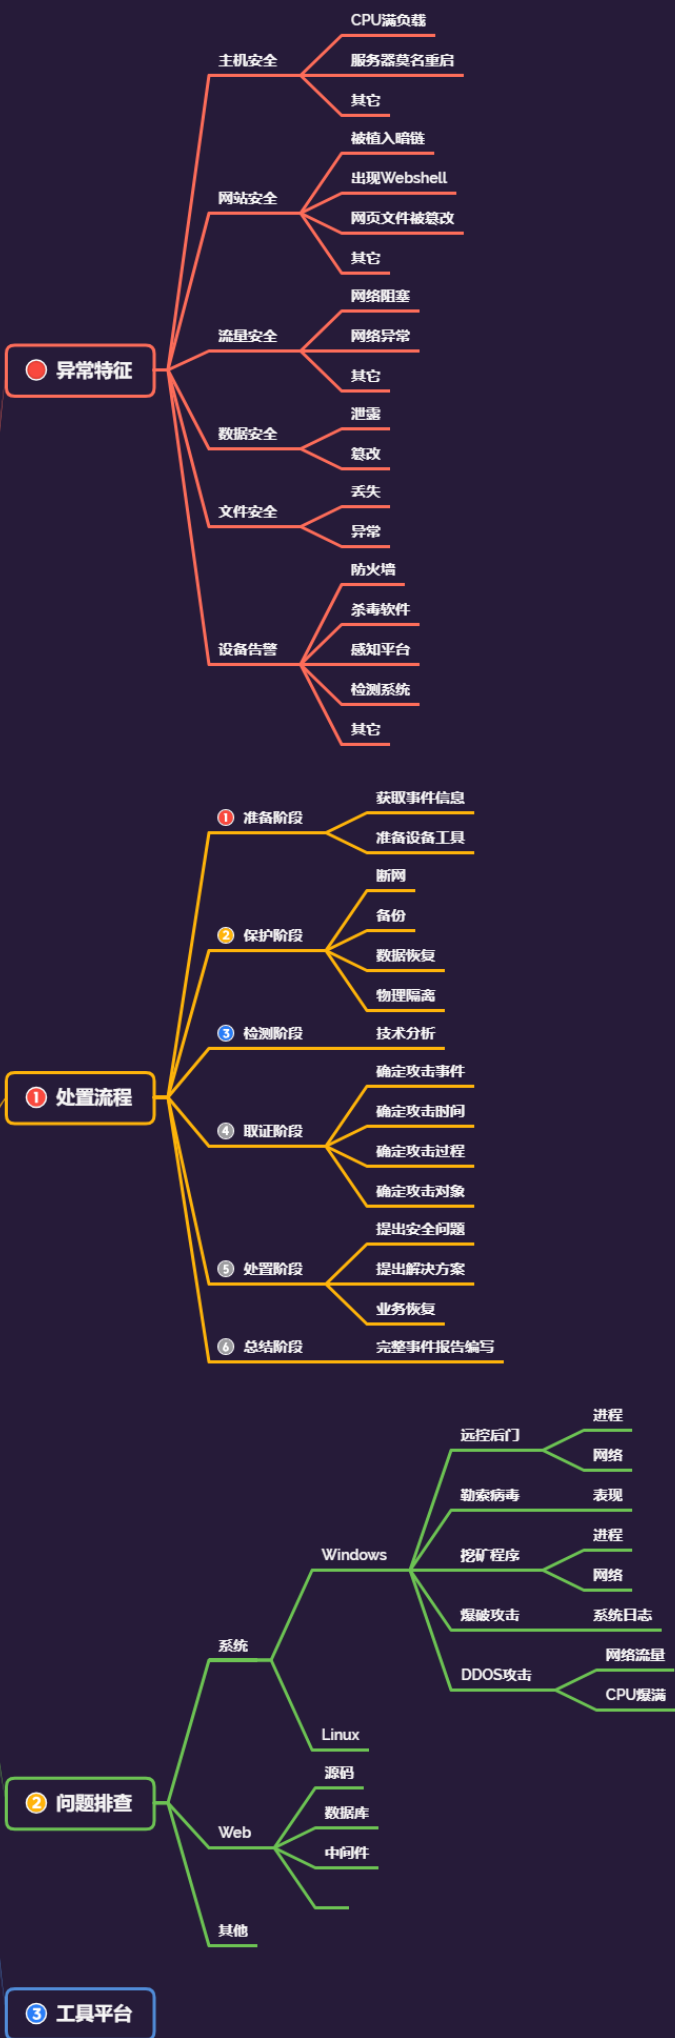 异常特征
主机安全
CPU满负载
服务器莫名重启
其它
网站安全
被植入暗链
出现Webshell
网页文件被篡改
其它
流量安全
网络阻塞
网络异常
其它
数据安全
泄露
篡改
文件安全
丢失
异常
设备告警
防火墙
杀毒软件
感知平台
检测系统
其它
1 处置流程
1 准备阶段
获取事件信息
准备设备工具
2 保护阶段
断网
备份
数据恢复
物理隔离
3 检测阶段
技术分析
4 取证阶段
确定攻击事件
确定攻击时间
确定攻击过程
确定攻击对象
5 处置阶段
提出安全问题
提出解决方案
业务恢复
6 总结阶段
完整事件报告编写
2 问题排查
系统
Windows
远控后门
进程
网络
勒索病毒
表现
挖矿程序
进程
网络
爆破攻击
系统日志
DDOS攻击
网络流量
CPU爆满
Linux
Web
源码
数据库
中间件
其他
3 工具平台